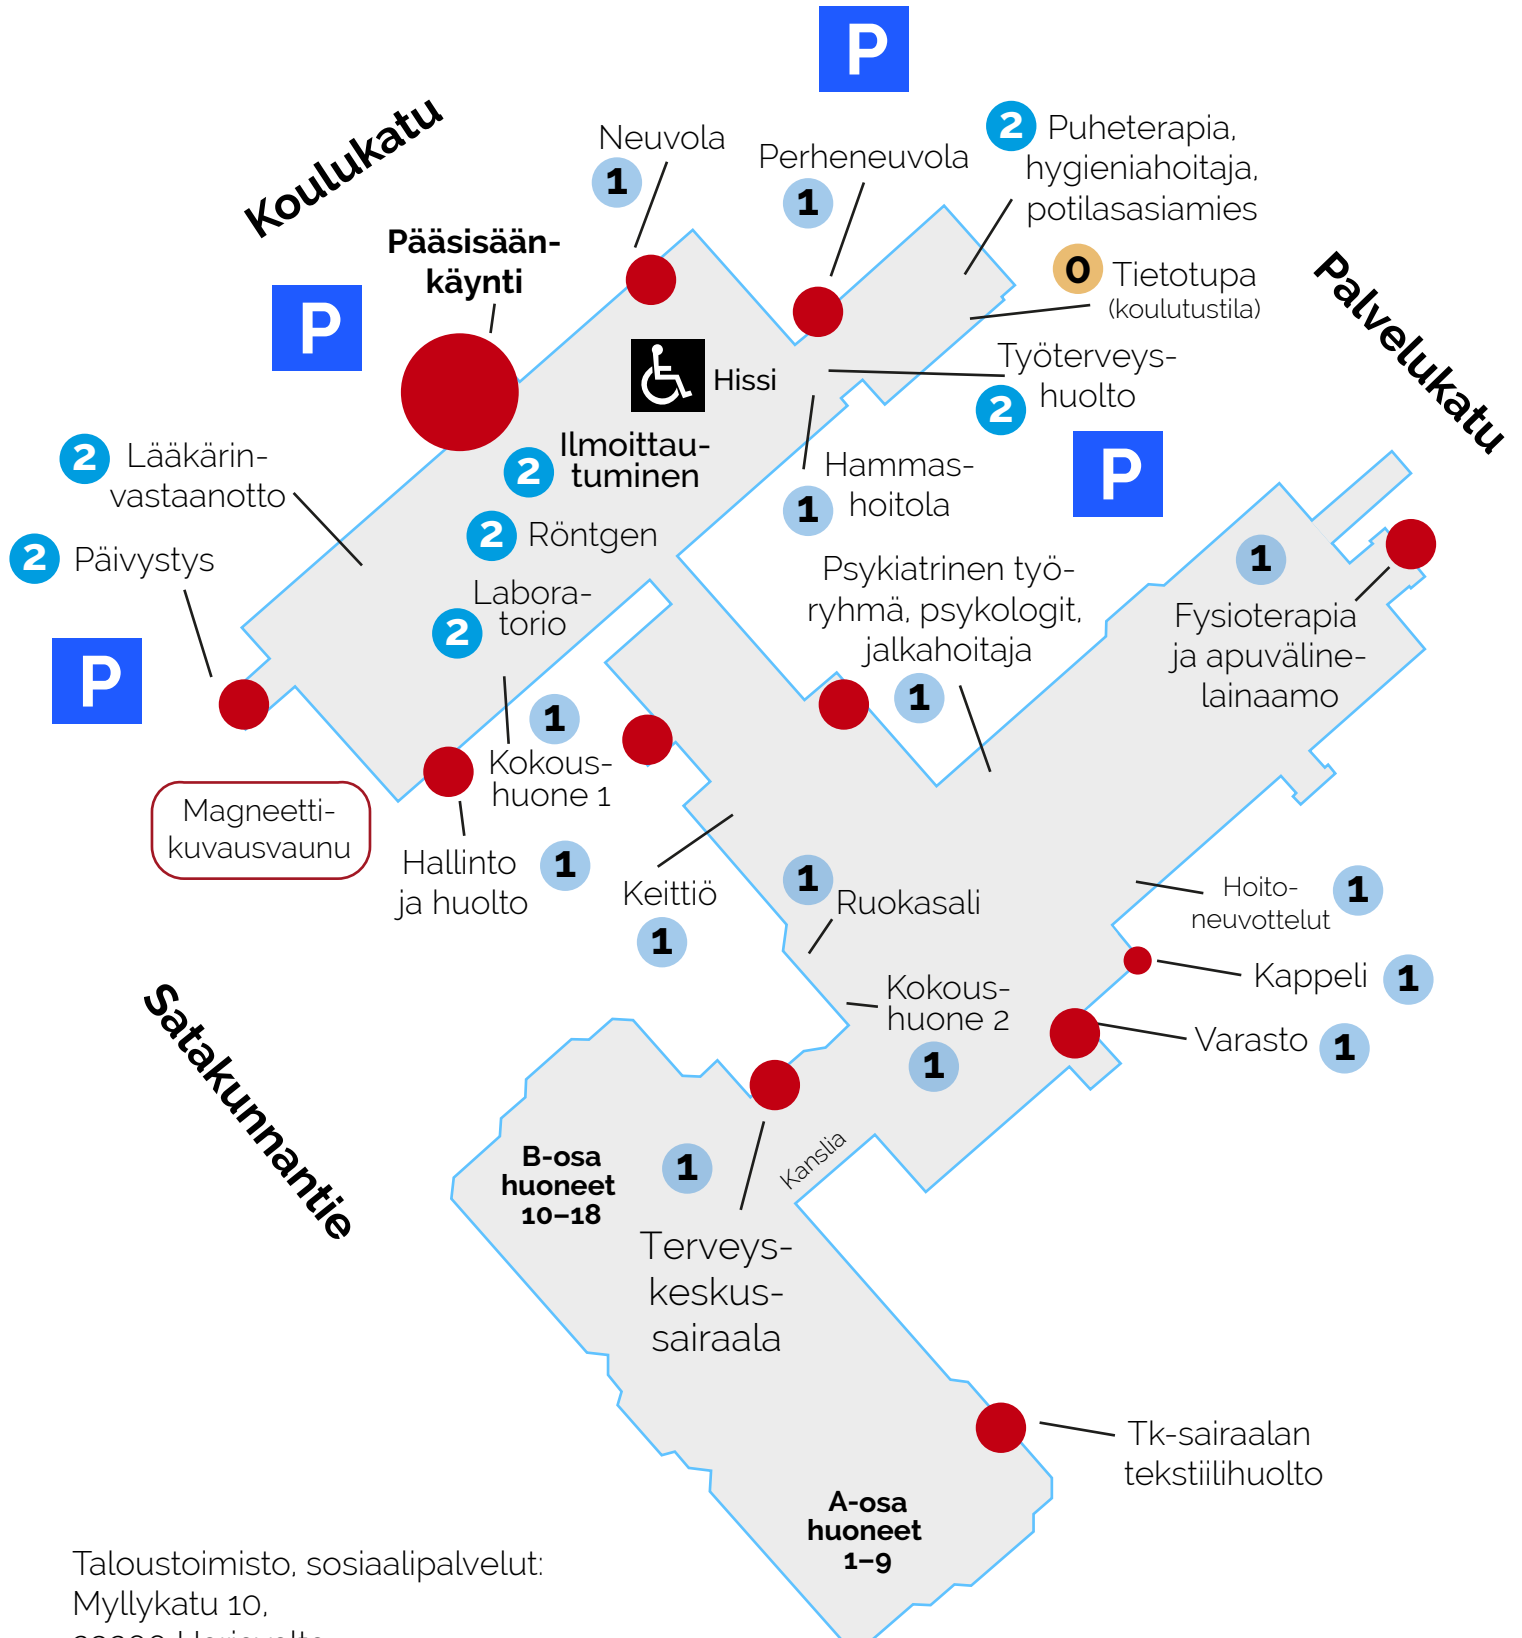 P
Koulukatu
Neuvola
1
Perheneuvola
1
2 Puheterapia,
hygieniahoitaja,
potilasasiamies
Pääsisään-
käynti
0 Tietotupa
(koulutustila)
Palvelukatu
P
Hissi
Työterveys-
huolto
2
2 Lääkärin-
vastaanotto
2 Ilmoittau-
tuminen
Hammas-
hoitola
1
P
2 Röntgen
2 Päivystys
Psykiatrinen työ-
ryhmä, psykologit,
jalkahoitaja
1
1
Fysioterapia
ja apuväline-
lainaamo
Labora-
torio
2
P
1
Kokous-
huone 1
Magneetti-
kuvausvaunu
Hallinto
ja huolto
1
Keittiö
1
1
Ruokasali
Hoito-
neuvottelut
1
Kappeli 1
Kokous-
huone 2
1
Varasto 1
Satakunnantie
B-osa
huoneet
10–18
1
Kanslia
Terveys-
keskus-
sairaala
Tk-sairaalan
tekstiilihuolto
A-osa
huoneet
1–9
Taloustoimisto, sosiaalipalvelut:
Myllykatu 10,